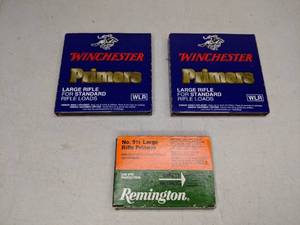 WINCHESTER
Primers
LARGE RIFLE
FOR STANDARD
RIFLE LOADS
WLR
WINCHESTER
Primers
LARGE RIFLE
FOR STANDARD
RIFLE LOADS
WLR
No. 9½ Large
Rifle Primers
Remington